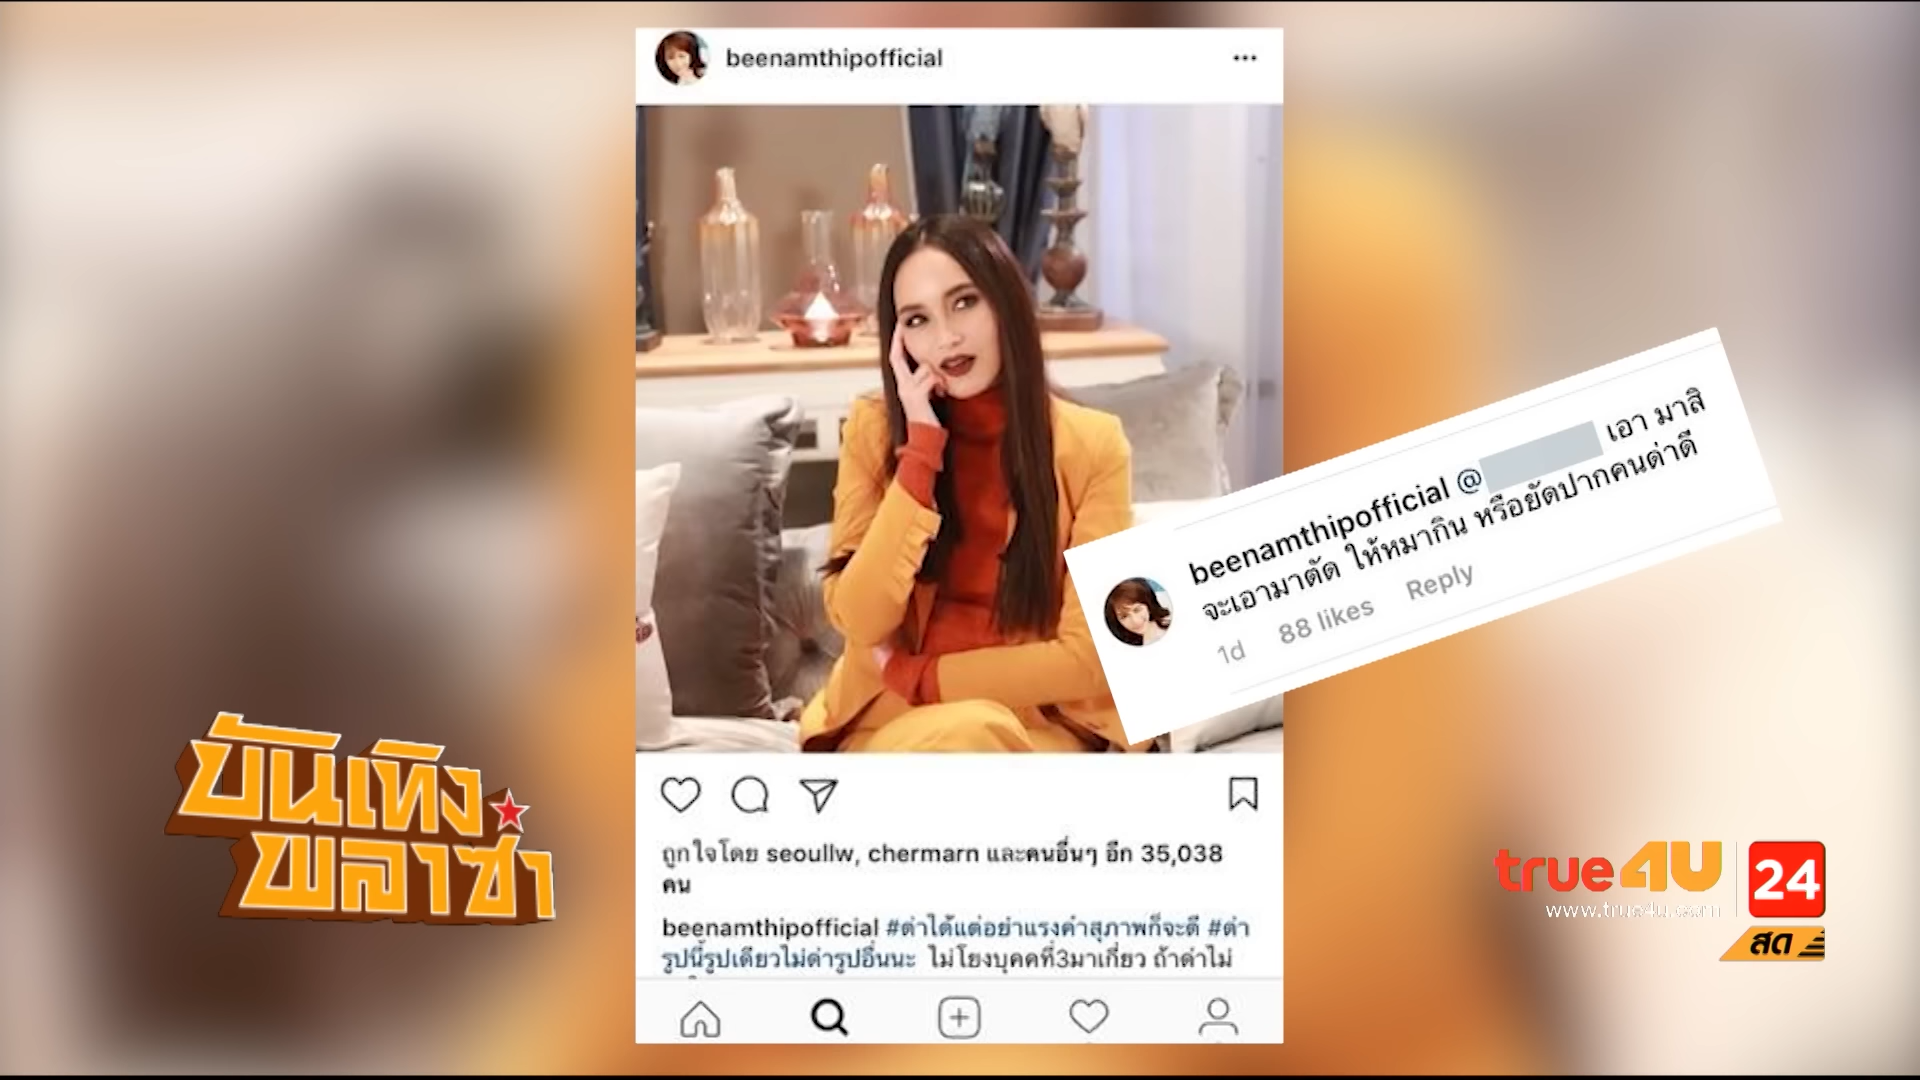 beenamthipofficial
beenamthipofficial @ เอา มาสิ
จะเอามาตัด ให้หมากิน หรือยัดปากคนด่าดี
1d 88 likes Reply
ถูกใจโดย seoullw, chermarn และคนอื่นๆ อีก 35,038
คน
beenamthipofficial #ด่าได้แต่อย่าแรงคำสุภาพก็จะดี #ด่า
รูปนี้รูปเดียวไม่ด่ารูปอื่นนะ ไม่โยงบุคคที่3มาเกี่ยว ถ้าด่าไม่
บันเทิง
พลาซ่า
true4U 24
www.true4u.com
สด